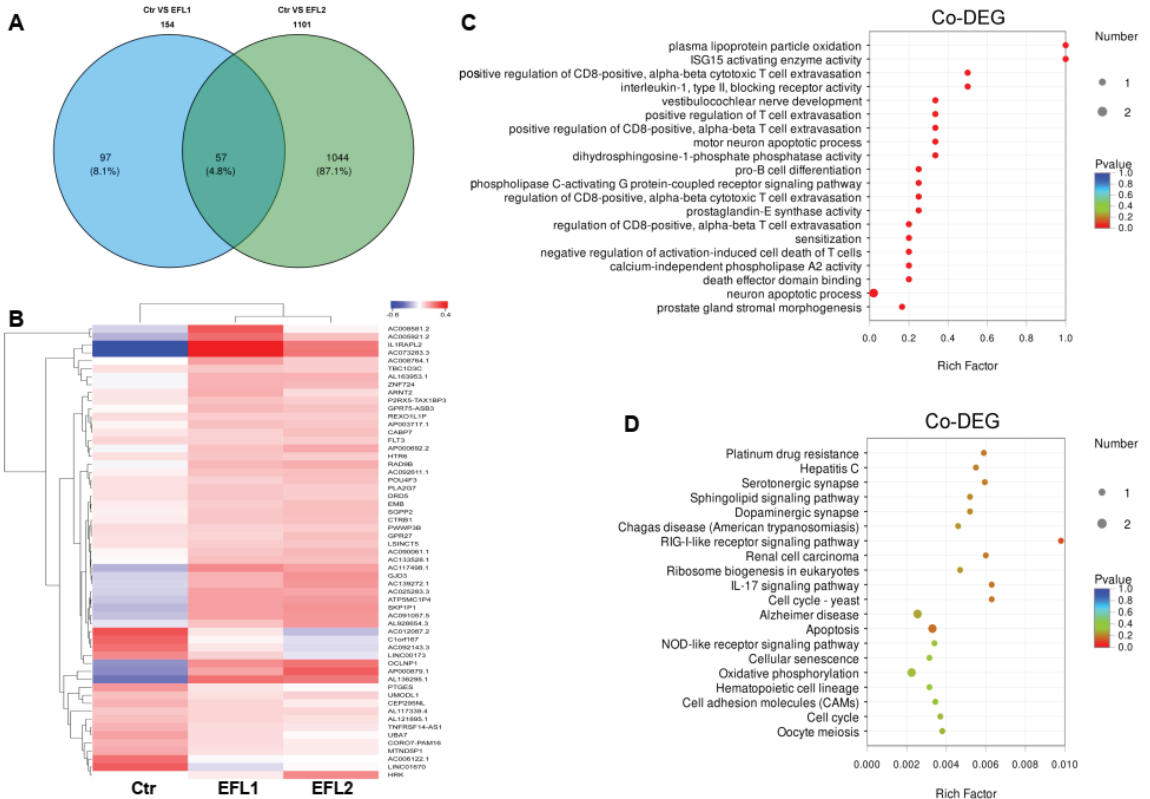 A
Ctr VS EFL1
154
Ctr VS EFL2
1101
97
(8.1%)
57
(4.8%)
1044
(87.1%)
B
-0.6
0.4
AC008581.2
AC005921.2
IL1RAPL2
AC073283.3
AC008764.1
TBC1D3C
AL163953.1
ZNF724
ARNT2
P2RX5-TAX1BP3
GPR75-ASB3
REXO1L1P
AP003717.1
CABP7
FLT3
AP000692.2
HTR6
RAD9B
AC092611.1
POU4F3
PLA2G7
DRD5
EMB
SGPP2
CTRB1
PWWP3B
GPR27
LSINCT5
AC090061.1
AC133528.1
AC117498.1
GJD3
AC139272.1
AC025283.3
ATP5MC1P4
SKP1P1
AC091057.5
AL928654.3
AC012067.2
C1orf167
AC092143.3
LINC00173
OCLNP1
AP000879.1
AL136295.1
PTGES
UMODL1
CEP295NL
AL117339.4
AL121895.1
TNFRSF14-AS1
UBA7
CORO7-PAM16
MTND5P1
AC006122.1
LINC01670
HRK
Ctr
EFL1
EFL2
C
Co-DEG
plasma lipoprotein particle oxidation
ISG15 activating enzyme activity
positive regulation of CD8-positive, alpha-beta cytotoxic T cell extravasation
interleukin-1, type II, blocking receptor activity
vestibulocochlear nerve development
positive regulation of T cell extravasation
positive regulation of CD8-positive, alpha-beta T cell extravasation
motor neuron apoptotic process
dihydrosphingosine-1-phosphate phosphatase activity
pro-B cell differentiation
phospholipase C-activating G protein-coupled receptor signaling pathway
regulation of CD8-positive, alpha-beta cytotoxic T cell extravasation
prostaglandin-E synthase activity
regulation of CD8-positive, alpha-beta T cell extravasation
sensitization
negative regulation of activation-induced cell death of T cells
calcium-independent phospholipase A2 activity
death effector domain binding
neuron apoptotic process
prostate gland stromal morphogenesis
0.0
0.2
0.4
0.6
0.8
1.0
Rich Factor
Number
1
2
Pvalue
1.0
0.8
0.6
0.4
0.2
0.0
D
Co-DEG
Platinum drug resistance
Hepatitis C
Serotonergic synapse
Sphingolipid signaling pathway
Dopaminergic synapse
Chagas disease (American trypanosomiasis)
RIG-I-like receptor signaling pathway
Renal cell carcinoma
Ribosome biogenesis in eukaryotes
IL-17 signaling pathway
Cell cycle - yeast
Alzheimer disease
Apoptosis
NOD-like receptor signaling pathway
Cellular senescence
Oxidative phosphorylation
Hematopoietic cell lineage
Cell adhesion molecules (CAMs)
Cell cycle
Oocyte meiosis
0.000
0.002
0.004
0.006
0.008
0.010
Rich Factor
Number
1
2
Pvalue
1.0
0.8
0.6
0.4
0.2
0.0